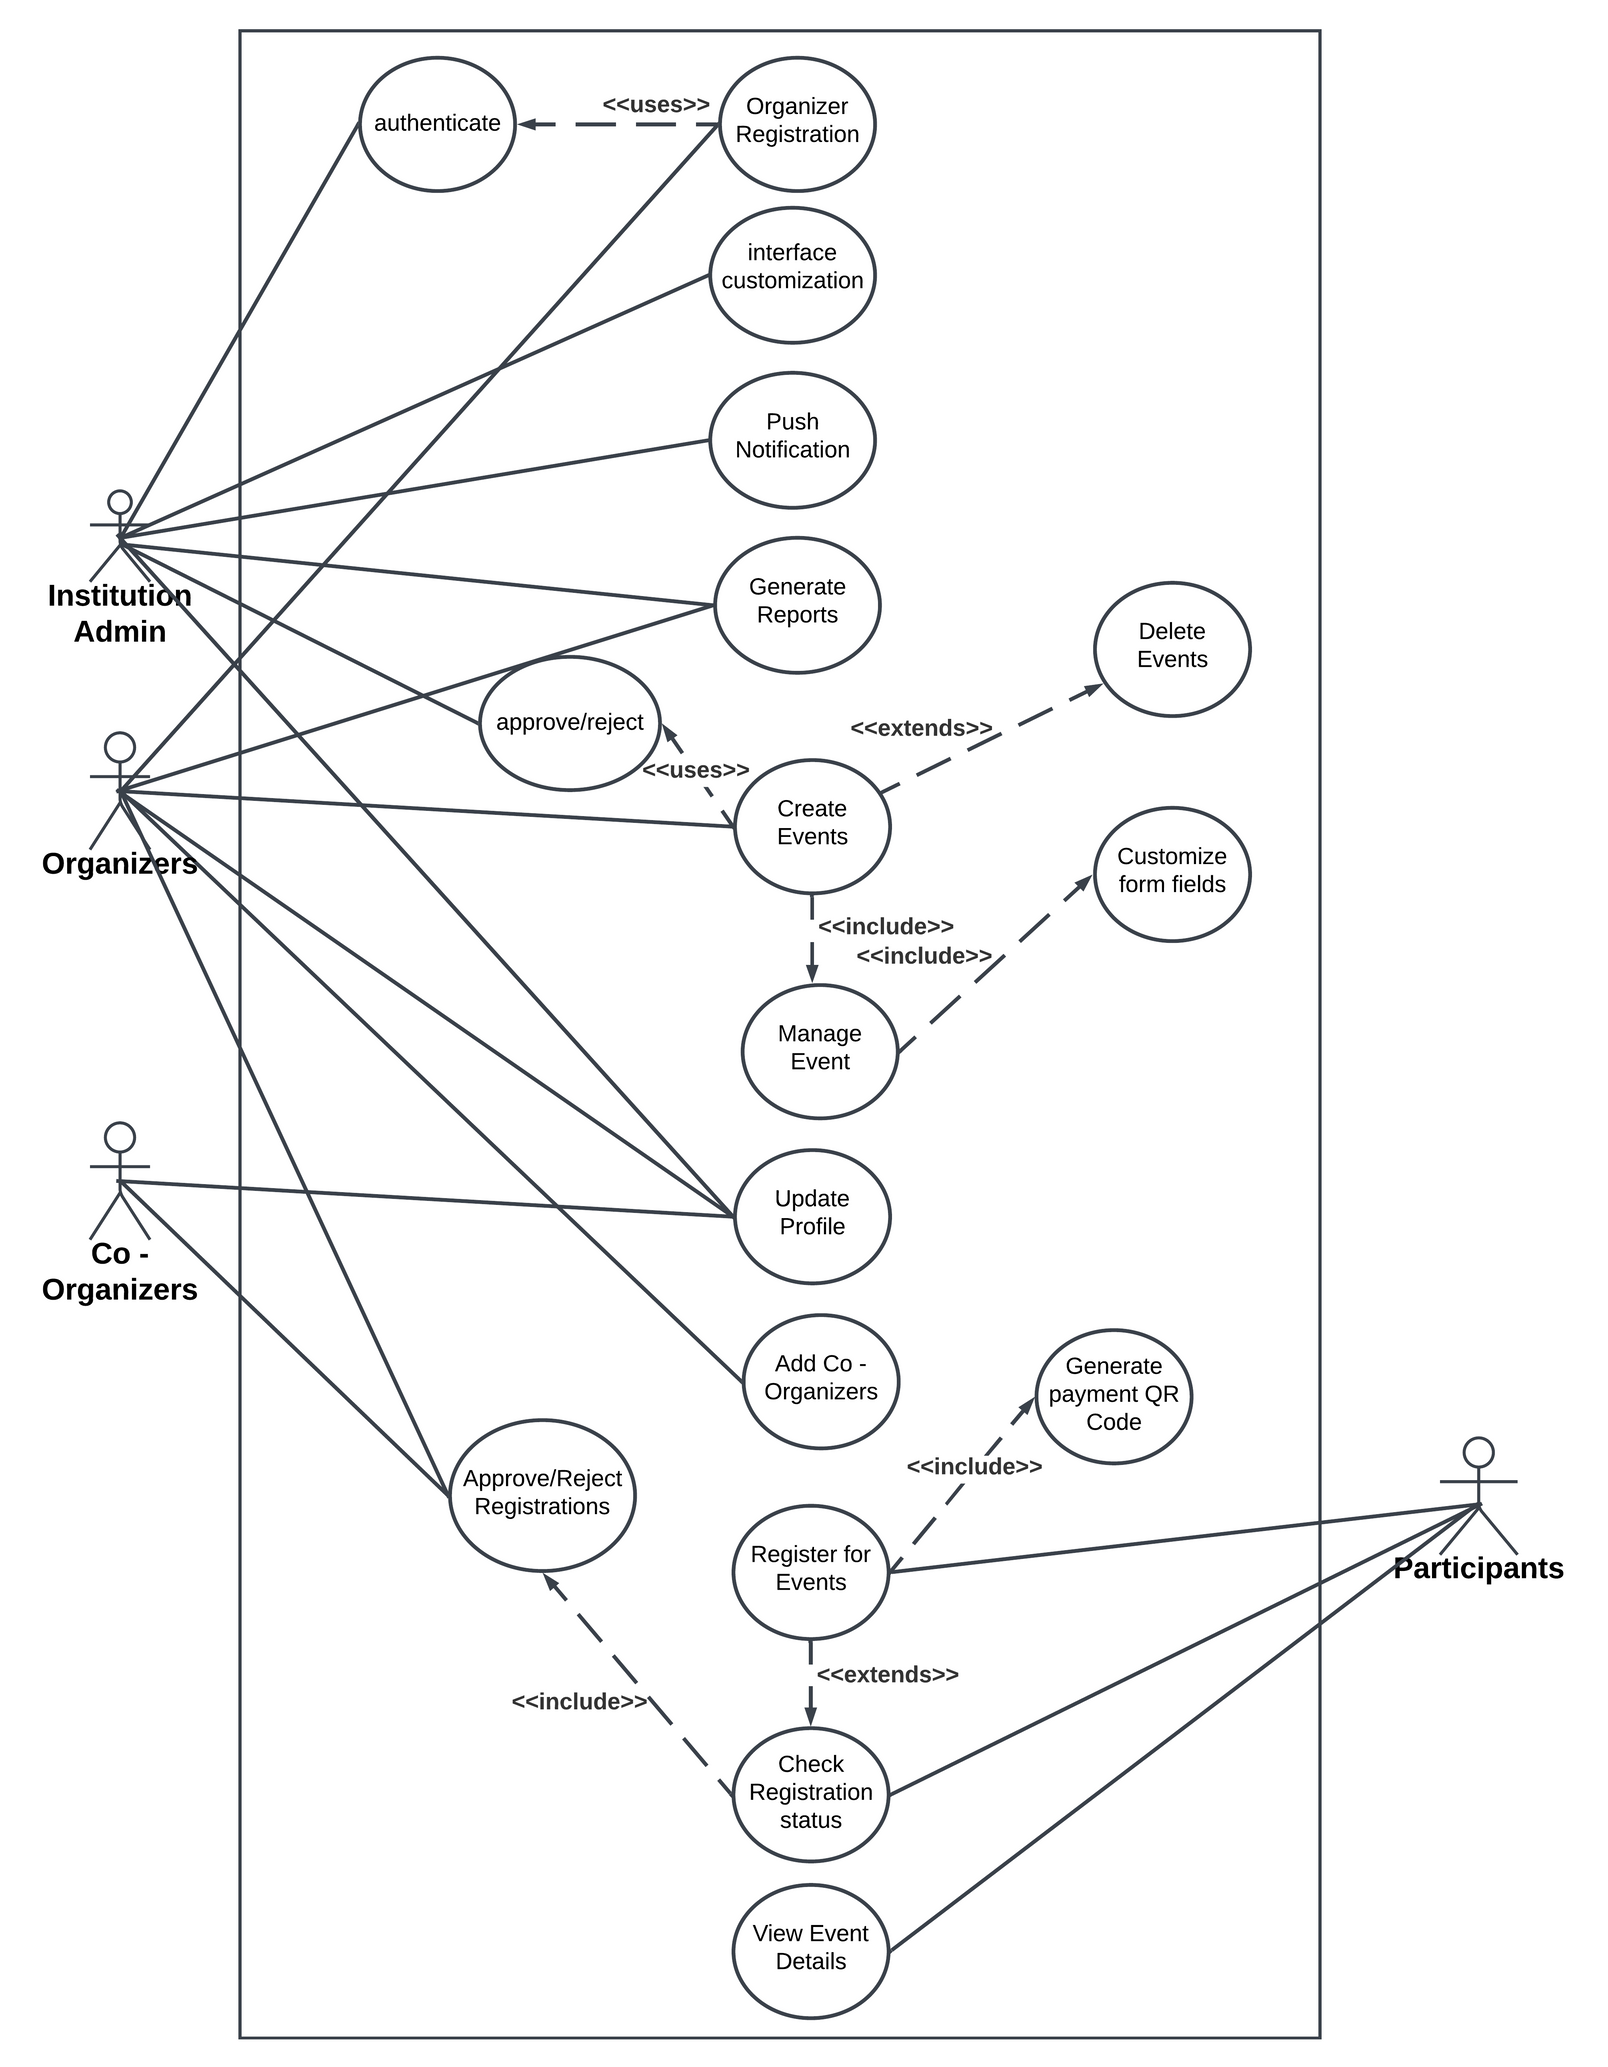 authenticate
<<uses>>
Organizer
Registration
interface
customization
Push
Notification
Institution
Admin
Generate
Reports
Delete
Events
approve/reject
<<extends>>
<<uses>>
Organizers
Create
Events
Customize
form fields
<<include>>
<<include>>
Manage
Event
Co -
Organizers
Update
Profile
Add Co -
Organizers
Generate
payment QR
Code
<<include>>
Approve/Reject
Registrations
Register for
Events
Participants
<<extends>>
<<include>>
Check
Registration
status
View Event
Details